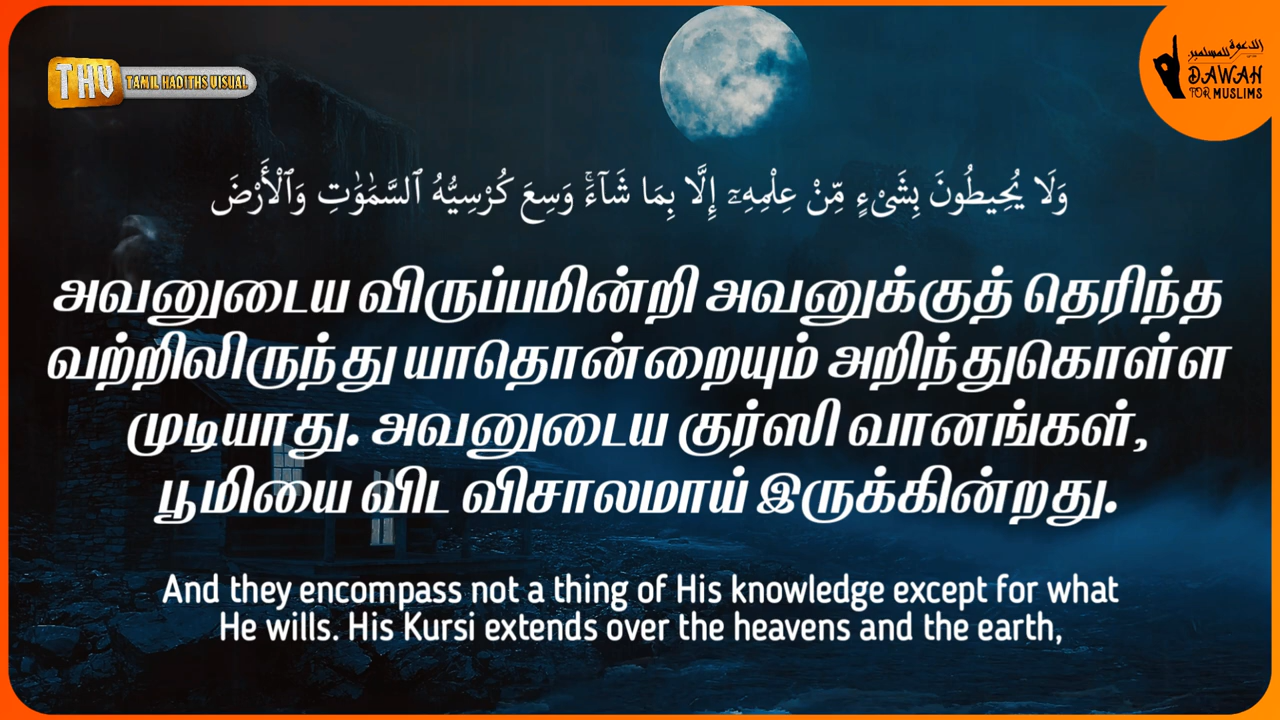 THV TAMIL HADITHS VISUAL
الدعوة للمسلمين
DAWAH
FOR MUSLIMS
وَلَا يُحِيطُونَ بِشَىْءٍ مِّنْ عِلْمِهِۦٓ إِلَّا بِمَا شَآءَۚ وَسِعَ كُرْسِيُّهُ ٱلسَّمَٰوَٰتِ وَٱلْأَرْضَ
அவனுடைய விருப்பமின்றி அவனுக்குத் தெரிந்த
வற்றிலிருந்து யாதொன்றையும் அறிந்துகொள்ள
முடியாது. அவனுடைய குர்ஸி வானங்கள்,
பூமியை விட விசாலமாய் இருக்கின்றது.
And they encompass not a thing of His knowledge except for what
He wills. His Kursi extends over the heavens and the earth,